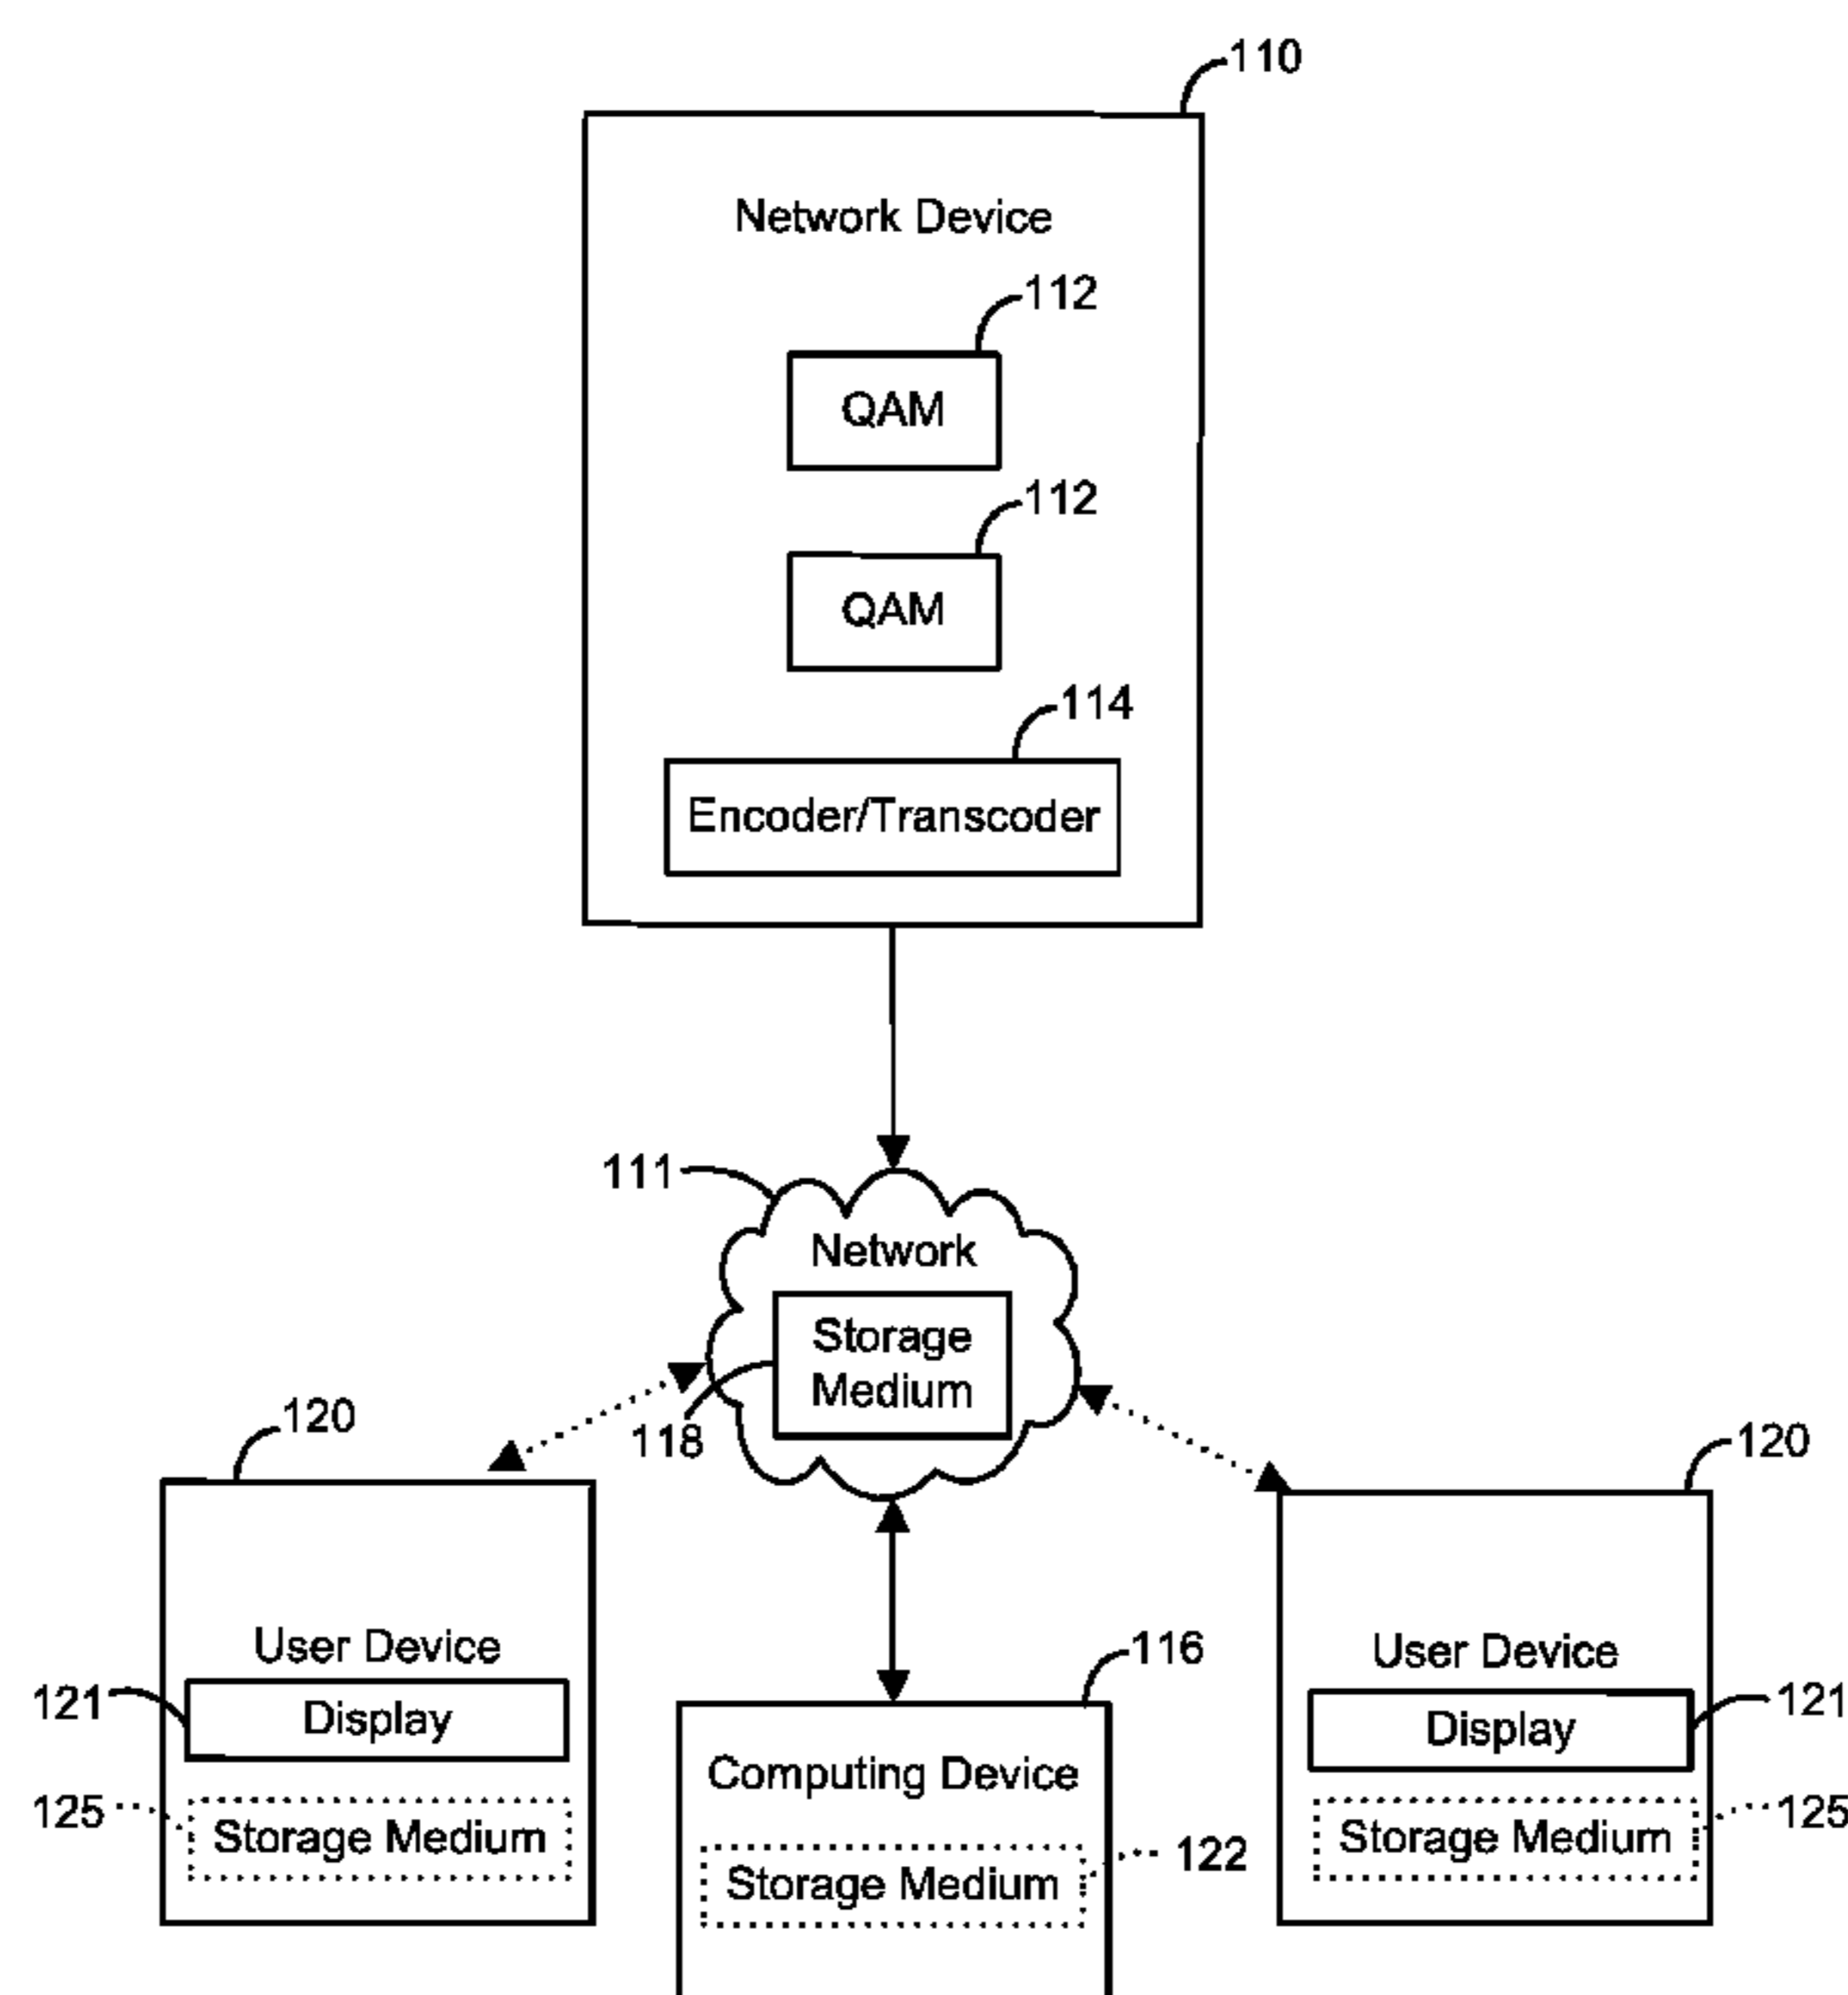 110
Network Device
112
QAM
112
QAM
114
Encoder/Transcoder
111
Network
Storage
Medium
118
120
120
User Device
121
Display
125
Storage Medium
116
Computing Device
Storage Medium
122
User Device
Display
121
Storage Medium
125